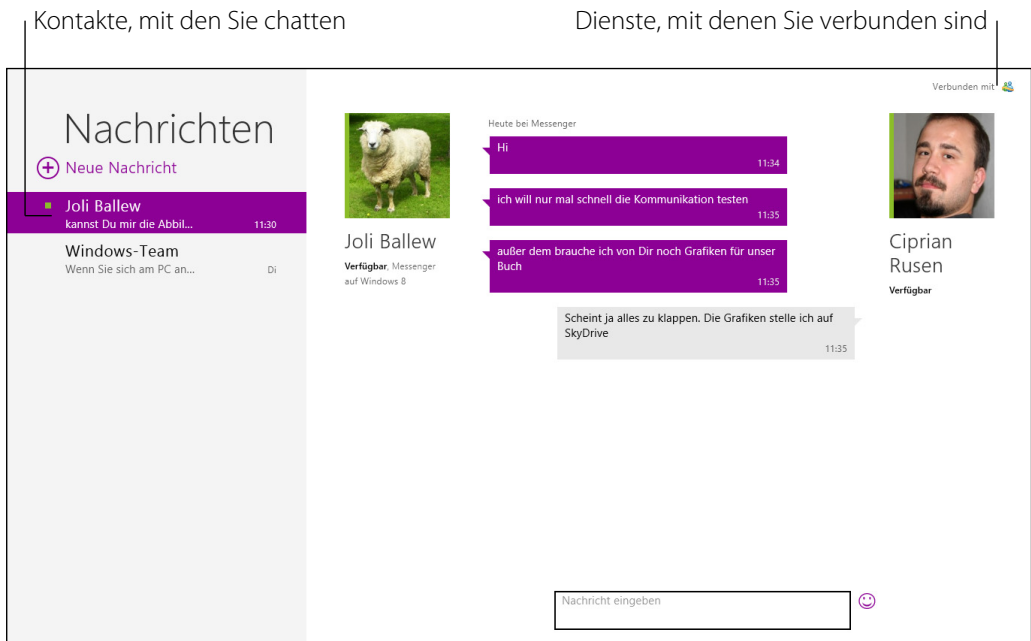 Kontakte, mit den Sie chatten
Dienste, mit denen Sie verbunden sind
Verbunden mit
Nachrichten
Neue Nachricht
Joli Ballew
kannst Du mir die Abbil...
11:30
Windows-Team
Wenn Sie sich am PC an...
Di
Joli Ballew
Verfügbar, Messenger
auf Windows 8
Heute bei Messenger
Hi
11:34
ich will nur mal schnell die Kommunikation testen
11:35
außer dem brauche ich von Dir noch Grafiken für unser
Buch
11:35
Scheint ja alles zu klappen. Die Grafiken stelle ich auf
SkyDrive
11:35
Ciprian
Rusen
Verfügbar
Nachricht eingeben